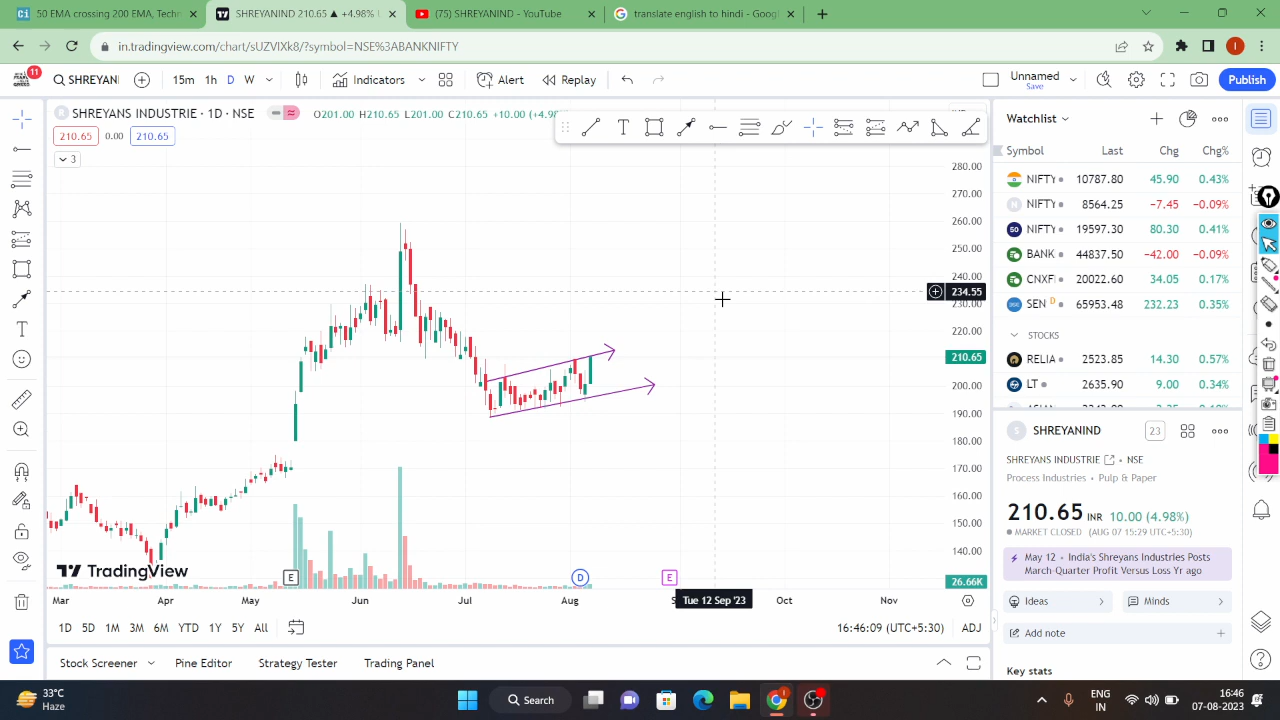 50 EMA crossing 200 EMA, Techn
SHREYANIND 210.65 ▲ +4.98%
(75) SHREYANIND - YouTube
translate english to hindi - Googl
in.tradingview.com/chart/sUZVIXk8/?symbol=NSE%3ABANKNIFTY
11
SHREYANI
15m 1h D W
Indicators
Alert
Replay
Unnamed
Save
Publish
SHREYANS INDUSTRIE · 1D · NSE
O201.00 H210.65 L201.00 C210.65 +10.00 (+4.
210.65 0.00 210.65
3
280.00
270.00
260.00
250.00
240.00
234.55
230.00
220.00
210.65
200.00
190.00
180.00
170.00
160.00
150.00
140.00
26.66K
TradingView
E D E
Mar Apr May Jun Jul Aug Tue 12 Sep '23 Oct Nov
1D 5D 1M 3M 6M YTD 1Y 5Y All
16:46:09 (UTC+5:30) ADJ
Stock Screener Pine Editor Strategy Tester Trading Panel
Watchlist
Symbol Last Chg Chg%
NIFTY 10787.80 45.90 0.43%
NIFTY 8564.25 −7.45 −0.09%
50 NIFTY 19597.30 80.30 0.41%
BANK 44837.50 −42.00 −0.09%
CNXF 20022.60 34.05 0.17%
SEN D 65953.48 232.23 0.35%
STOCKS
RELIA 2523.85 14.30 0.57%
LT 2635.90 9.00 0.34%
S SHREYANIND
23
SHREYANS INDUSTRIE · NSE
Process Industries · Pulp & Paper
210.65 INR 10.00 (4.98%)
MARKET CLOSED (AUG 07 15:29 UTC+5:30)
May 12 · India's Shreyans Industries Posts
March-Quarter Profit Versus Loss Yr ago
Ideas Minds
Add note
Key stats
33°C
Haze
Search
ENG
IN
16:46
07-08-2023